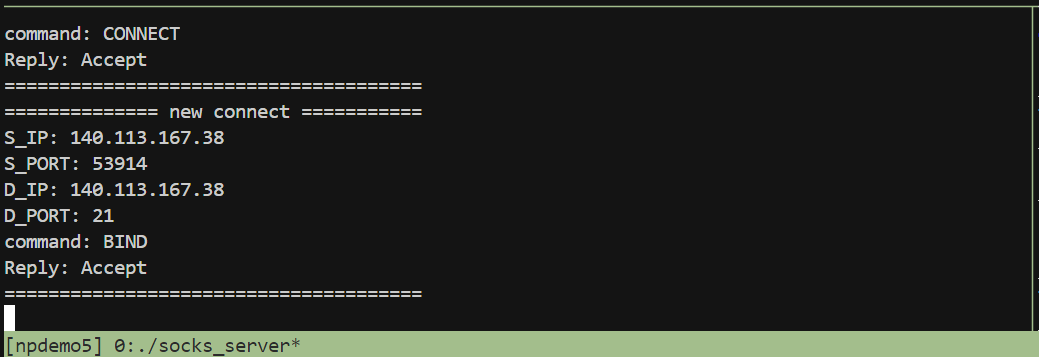 command: CONNECT
Reply: Accept
======================================
============== new connect ===========
S_IP: 140.113.167.38
S_PORT: 53914
D_IP: 140.113.167.38
D_PORT: 21
command: BIND
Reply: Accept
======================================
[npdemo5] 0:./socks_server*